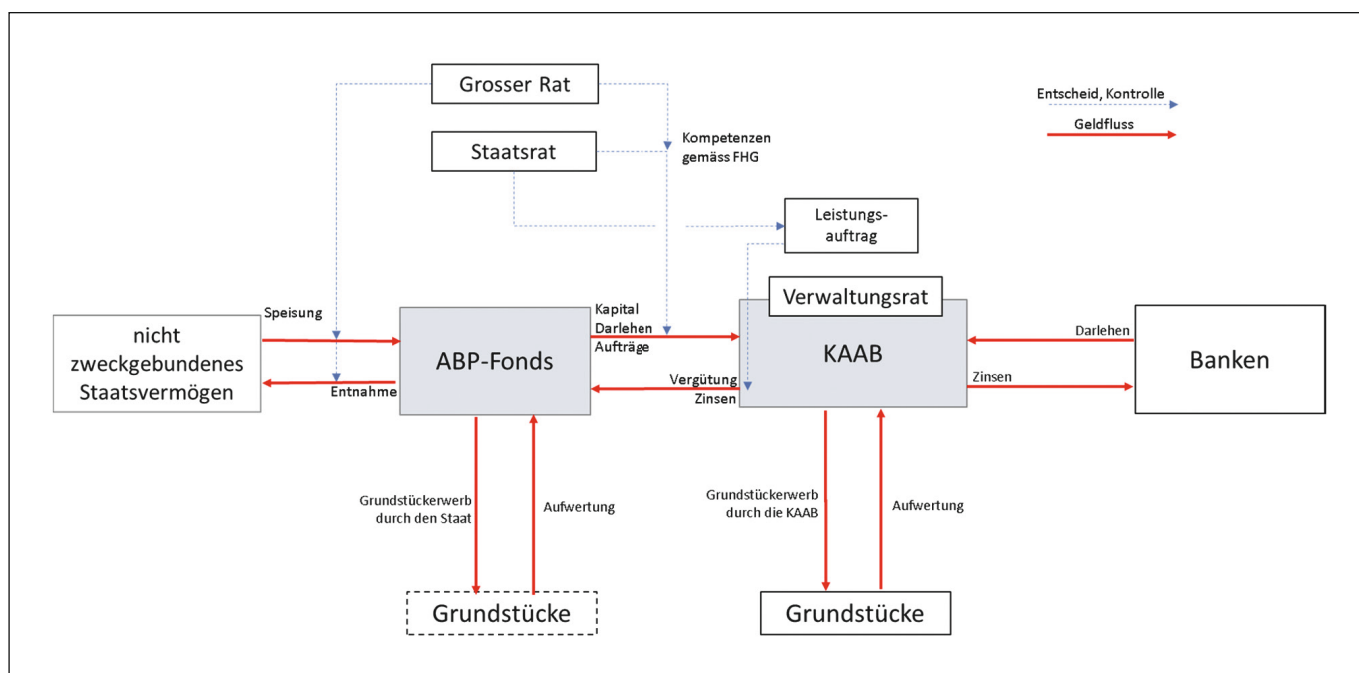 Grosser Rat
Entscheid, Kontrolle
Geldfluss
Staatsrat
Kompetenzen
gemäss FHG
Leistungs-
auftrag
Verwaltungsrat
Speisung
nicht
zweckgebundenes
Staatsvermögen
Entnahme
ABP-Fonds
Kapital
Darlehen
Aufträge
Vergütung
Zinsen
KAAB
Darlehen
Zinsen
Banken
Grundstückerwerb
durch den Staat
Aufwertung
Grundstückerwerb
durch die KAAB
Aufwertung
Grundstücke
Grundstücke